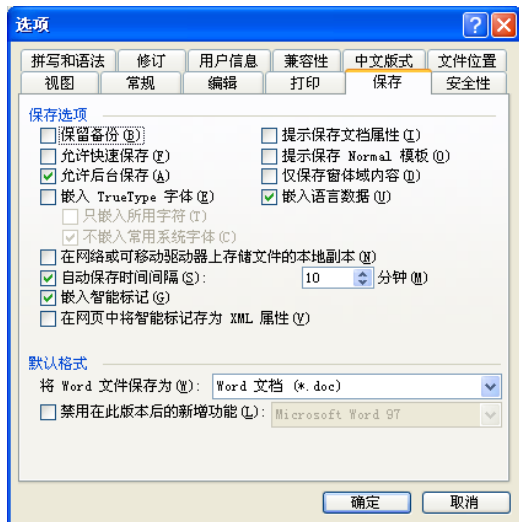 选项
拼写和语法 修订 用户信息 兼容性 中文版式 文件位置
视图 常规 编辑 打印 保存 安全性
保存选项
保留备份(B) 提示保存文档属性(I)
允许快速保存(F) 提示保存 Normal 模板(O)
允许后台保存(A) 仅保存窗体域内容(D)
嵌入 TrueType 字体(E) 嵌入语言数据(U)
只嵌入所用字符(T)
不嵌入常用系统字体(C)
在网络或可移动驱动器上存储文件的本地副本(N)
自动保存时间间隔(S): 10 分钟(M)
嵌入智能标记(G)
在网页中将智能标记存为 XML 属性(V)
默认格式
将 Word 文件保存为(W): Word 文档 (*.doc)
禁用在此版本后的新增功能(L): Microsoft Word 97
确定 取消